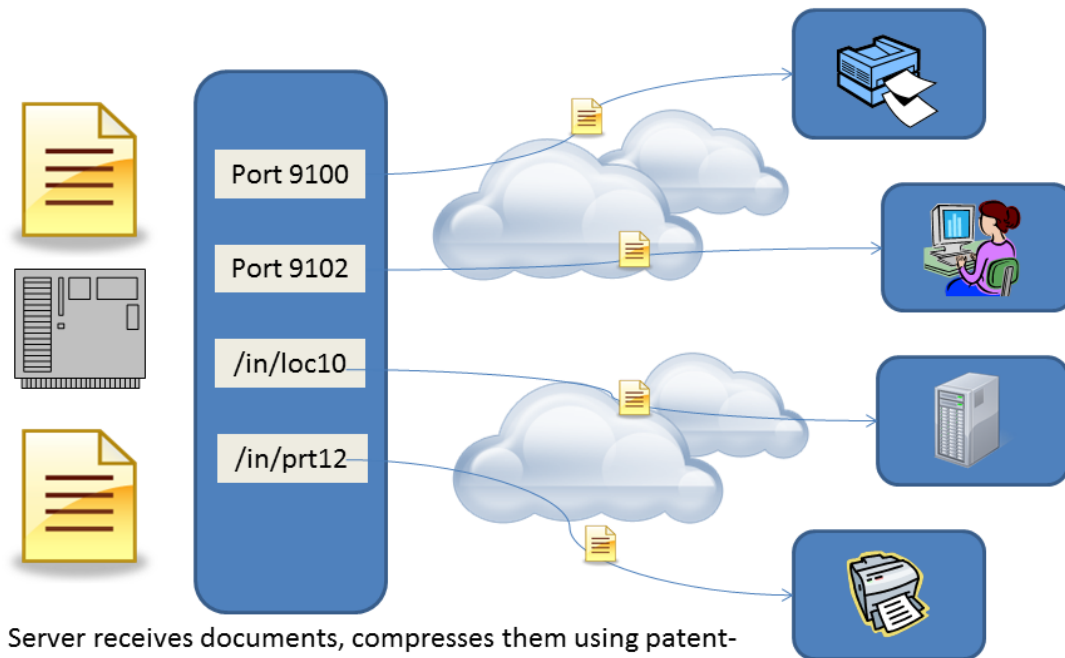 Port 9100
Port 9102
/in/loc10
/in/prt12
Server receives documents, compresses them using patent-